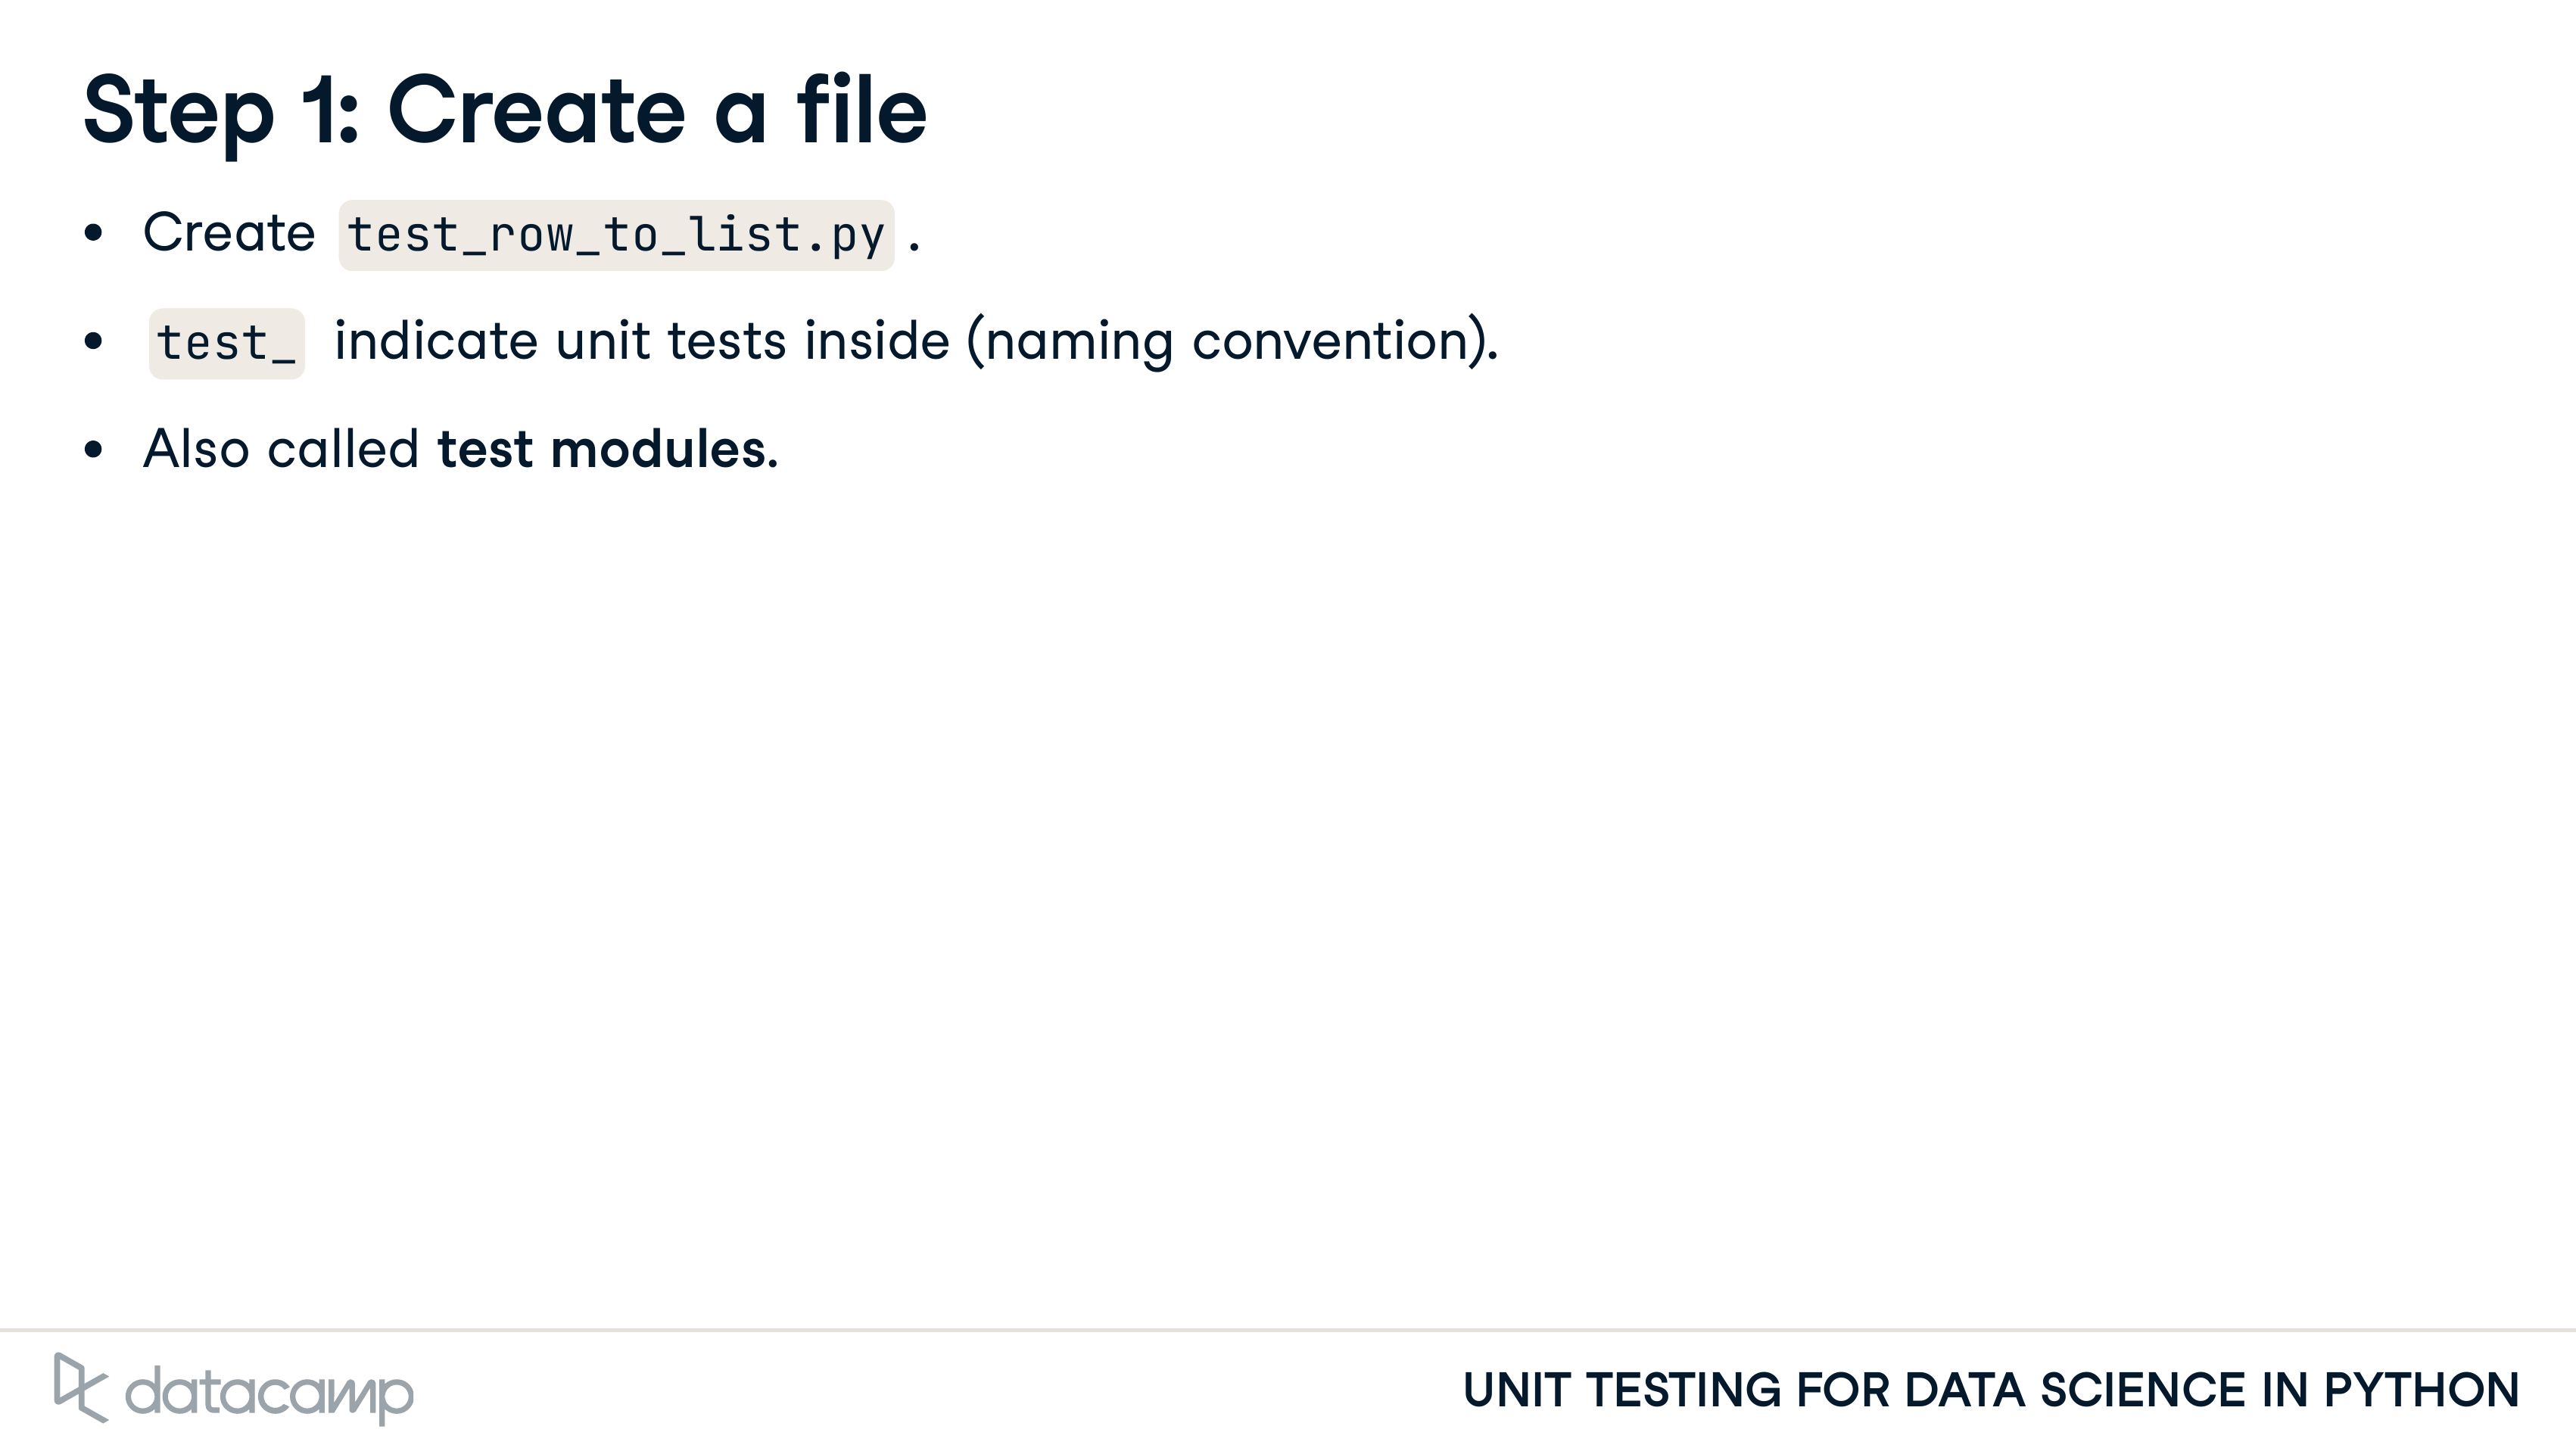 Step 1: Create a file
• Create test_row_to_list.py .
• test_ indicate unit tests inside (naming convention).
• Also called test modules.
datacamp
UNIT TESTING FOR DATA SCIENCE IN PYTHON